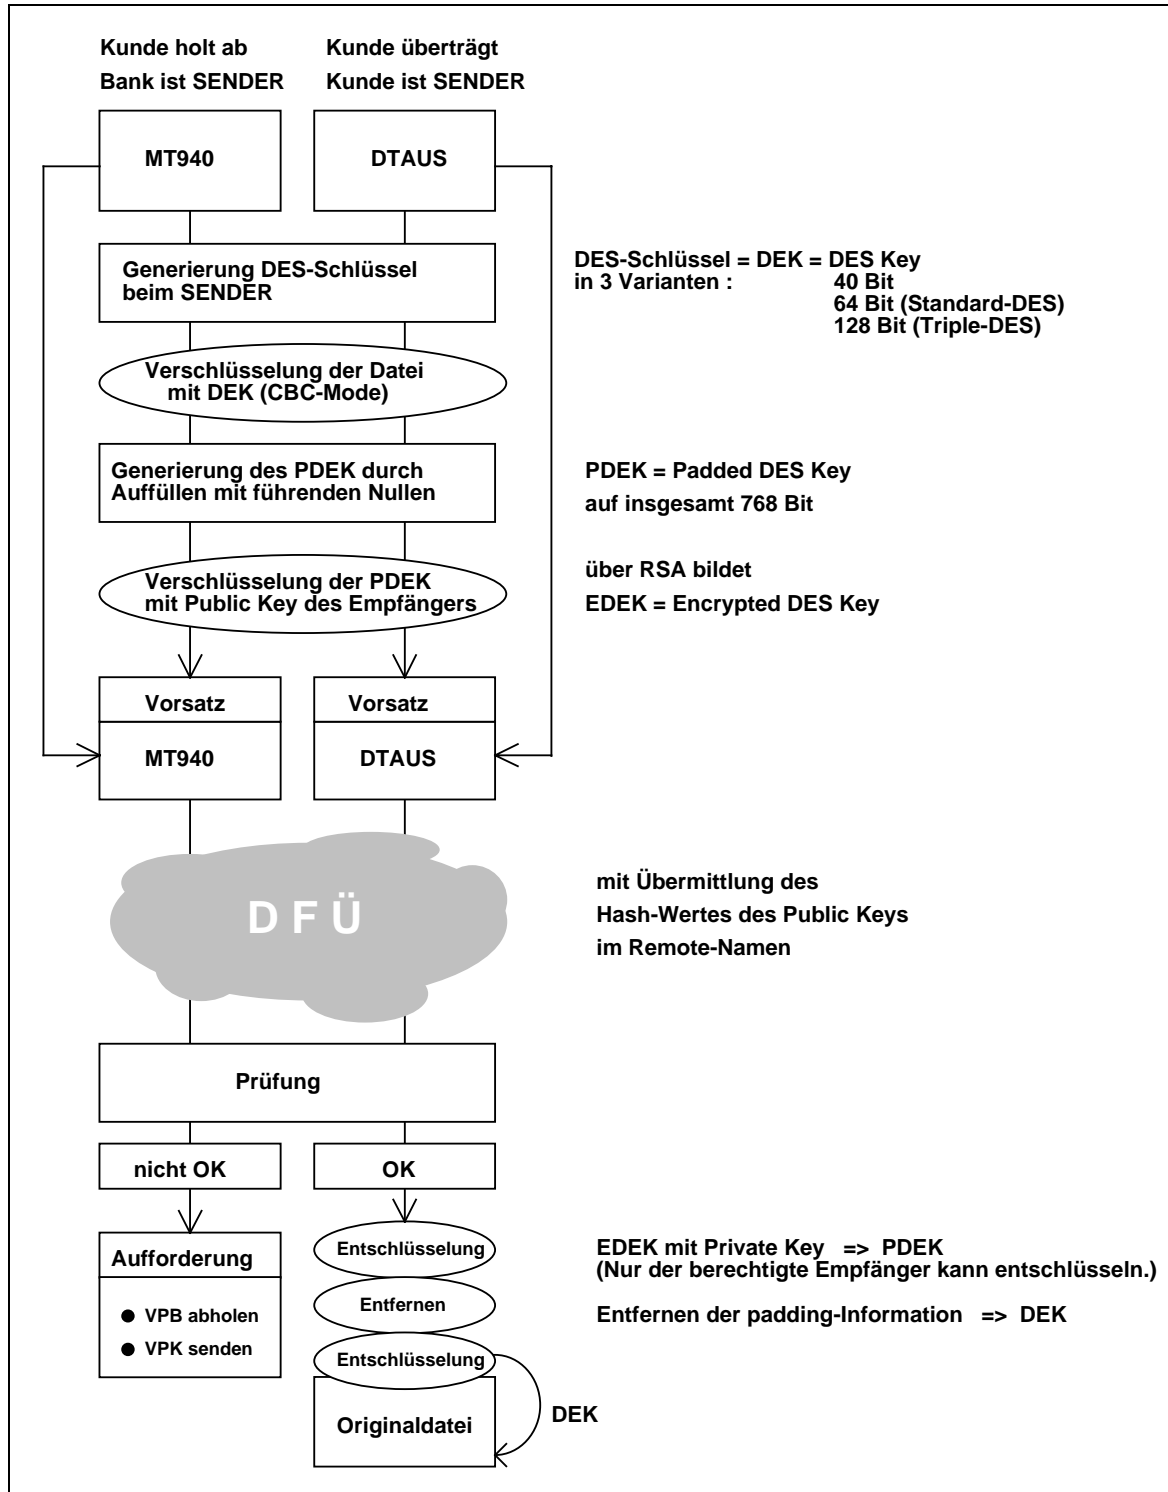 Kunde holt ab
Bank ist SENDER
Kunde überträgt
Kunde ist SENDER
MT940
DTAUS
Generierung DES-Schlüssel
beim SENDER
DES-Schlüssel = DEK = DES Key
in 3 Varianten : 40 Bit
64 Bit (Standard-DES)
128 Bit (Triple-DES)
Verschlüsselung der Datei
mit DEK (CBC-Mode)
Generierung des PDEK durch
Auffüllen mit führenden Nullen
PDEK = Padded DES Key
auf insgesamt 768 Bit
Verschlüsselung der PDEK
mit Public Key des Empfängers
über RSA bildet
EDEK = Encrypted DES Key
Vorsatz
MT940
Vorsatz
DTAUS
D F Ü
mit Übermittlung des
Hash-Wertes des Public Keys
im Remote-Namen
Prüfung
nicht OK
OK
Aufforderung
● VPB abholen
● VPK senden
Entschlüsselung
EDEK mit Private Key => PDEK
(Nur der berechtigte Empfänger kann entschlüsseln.)
Entfernen
Entfernen der padding-Information => DEK
Entschlüsselung
DEK
Originaldatei